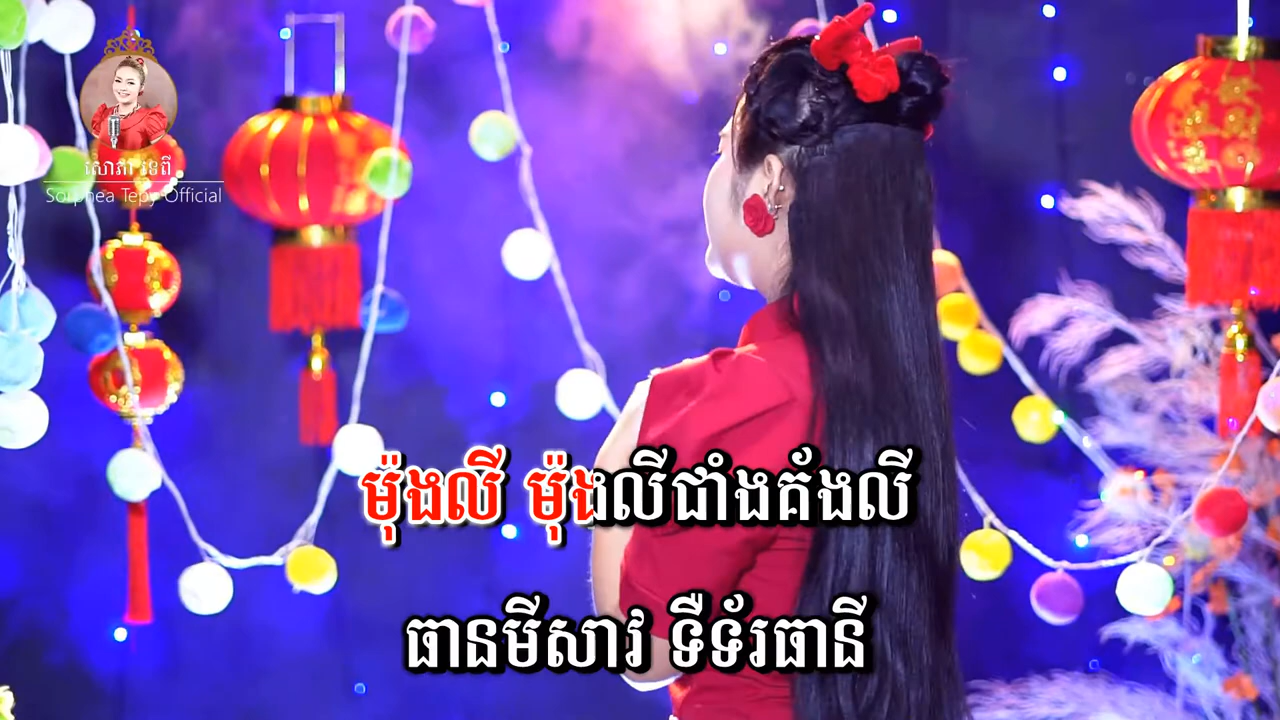 សោភា ទេពី
Sorphea Tepy Official
ម៉ុងលី ម៉ុងលីជាំងគ័ងលី
ធានមីសាវ ទឺទ័រធានី